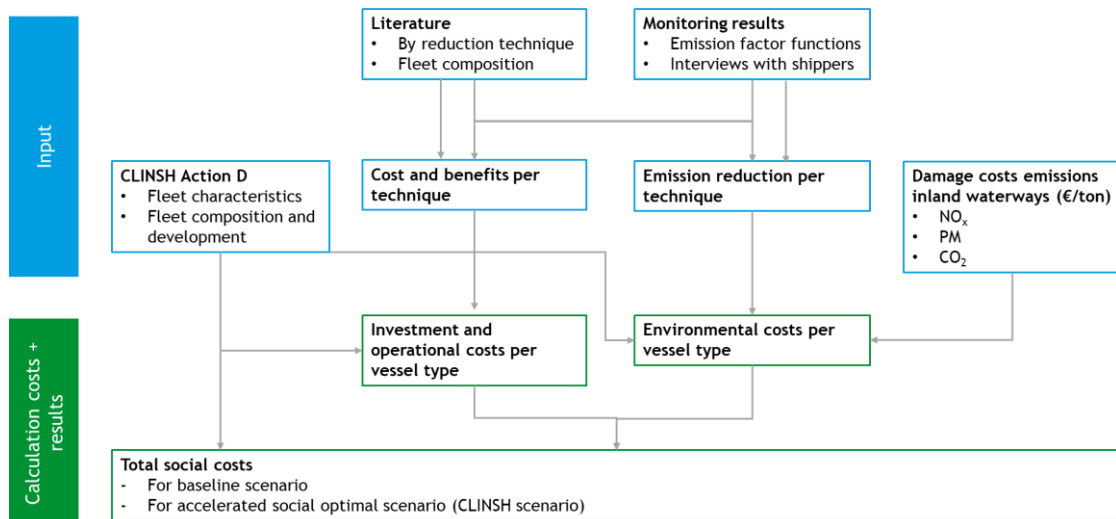 Input
Literature
• By reduction technique
• Fleet composition
Monitoring results
• Emission factor functions
• Interviews with shippers
CLINSH Action D
• Fleet characteristics
• Fleet composition and
development
Cost and benefits per
technique
Emission reduction per
technique
Damage costs emissions
inland waterways (€/ton)
• NOₓ
• PM
• CO₂
Calculation costs +
results
Investment and
operational costs per
vessel type
Environmental costs per
vessel type
Total social costs
- For baseline scenario
- For accelerated social optimal scenario (CLINSH scenario)